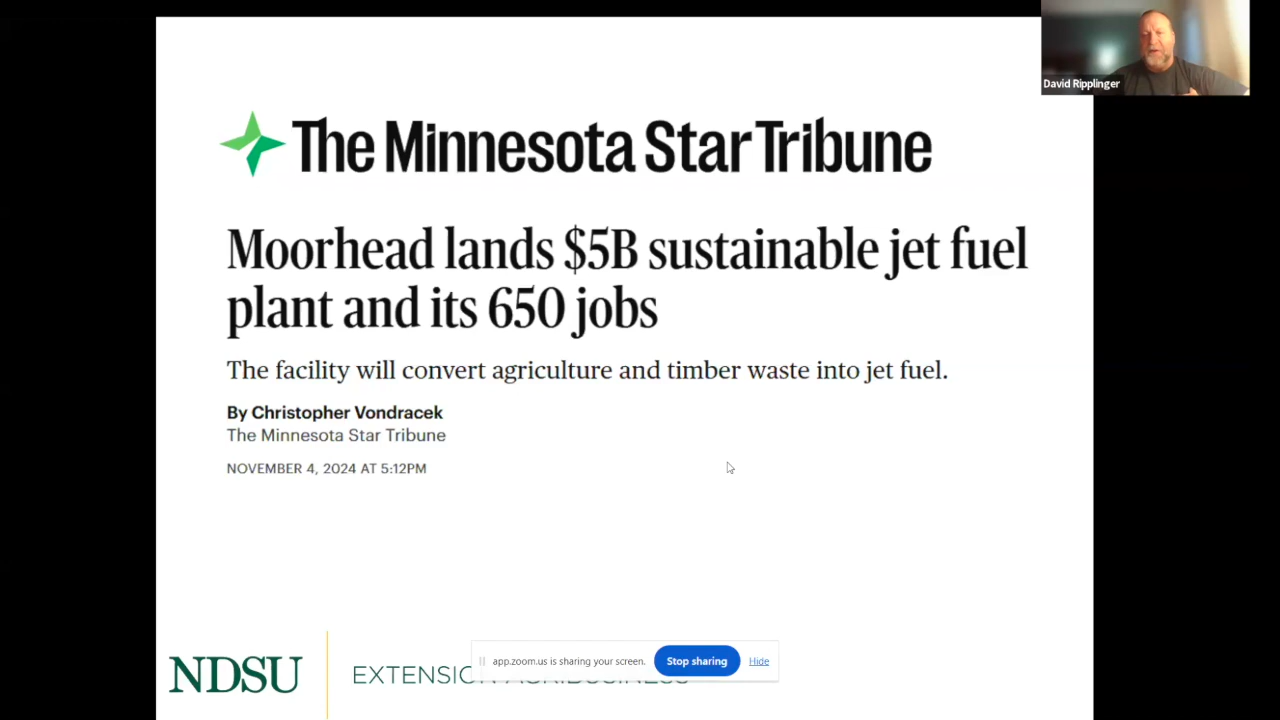 David Ripplinger
The Minnesota Star Tribune
Moorhead lands $5B sustainable jet fuel
plant and its 650 jobs
The facility will convert agriculture and timber waste into jet fuel.
By Christopher Vondracek
The Minnesota Star Tribune
NOVEMBER 4, 2024 AT 5:12PM
NDSU
EXTENSION AGRIBUSINESS
app.zoom.us is sharing your screen.
Stop sharing
Hide